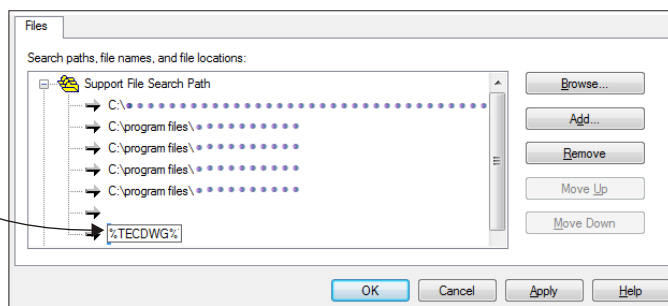 Files
Search paths, file names, and file locations:
Support File Search Path
C:\
C:\program files\
C:\program files\
C:\program files\
C:\program files\
%TECDWG%
Browse...
Add...
Remove
Move Up
Move Down
OK Cancel Apply Help